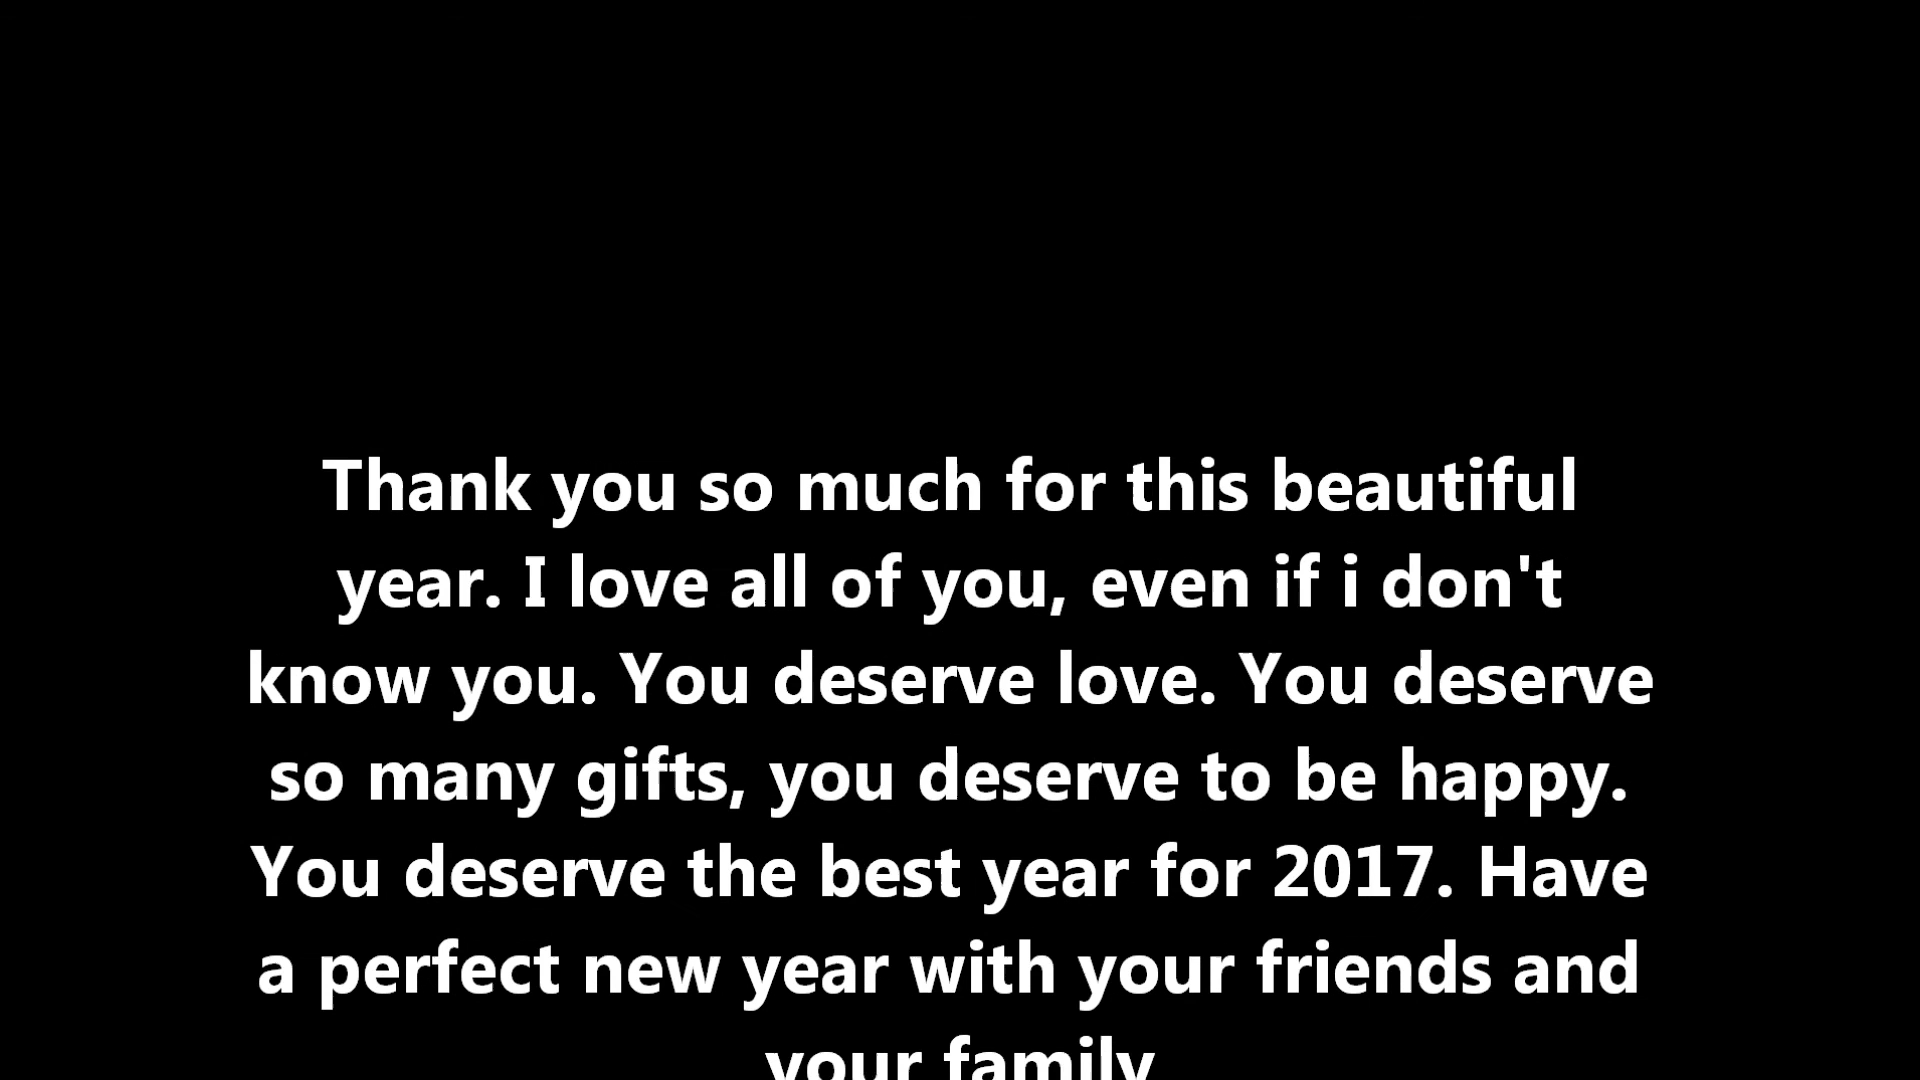 Thank you so much for this beautiful
year. I love all of you, even if i don't
know you. You deserve love. You deserve
so many gifts, you deserve to be happy.
You deserve the best year for 2017. Have
a perfect new year with your friends and
your family